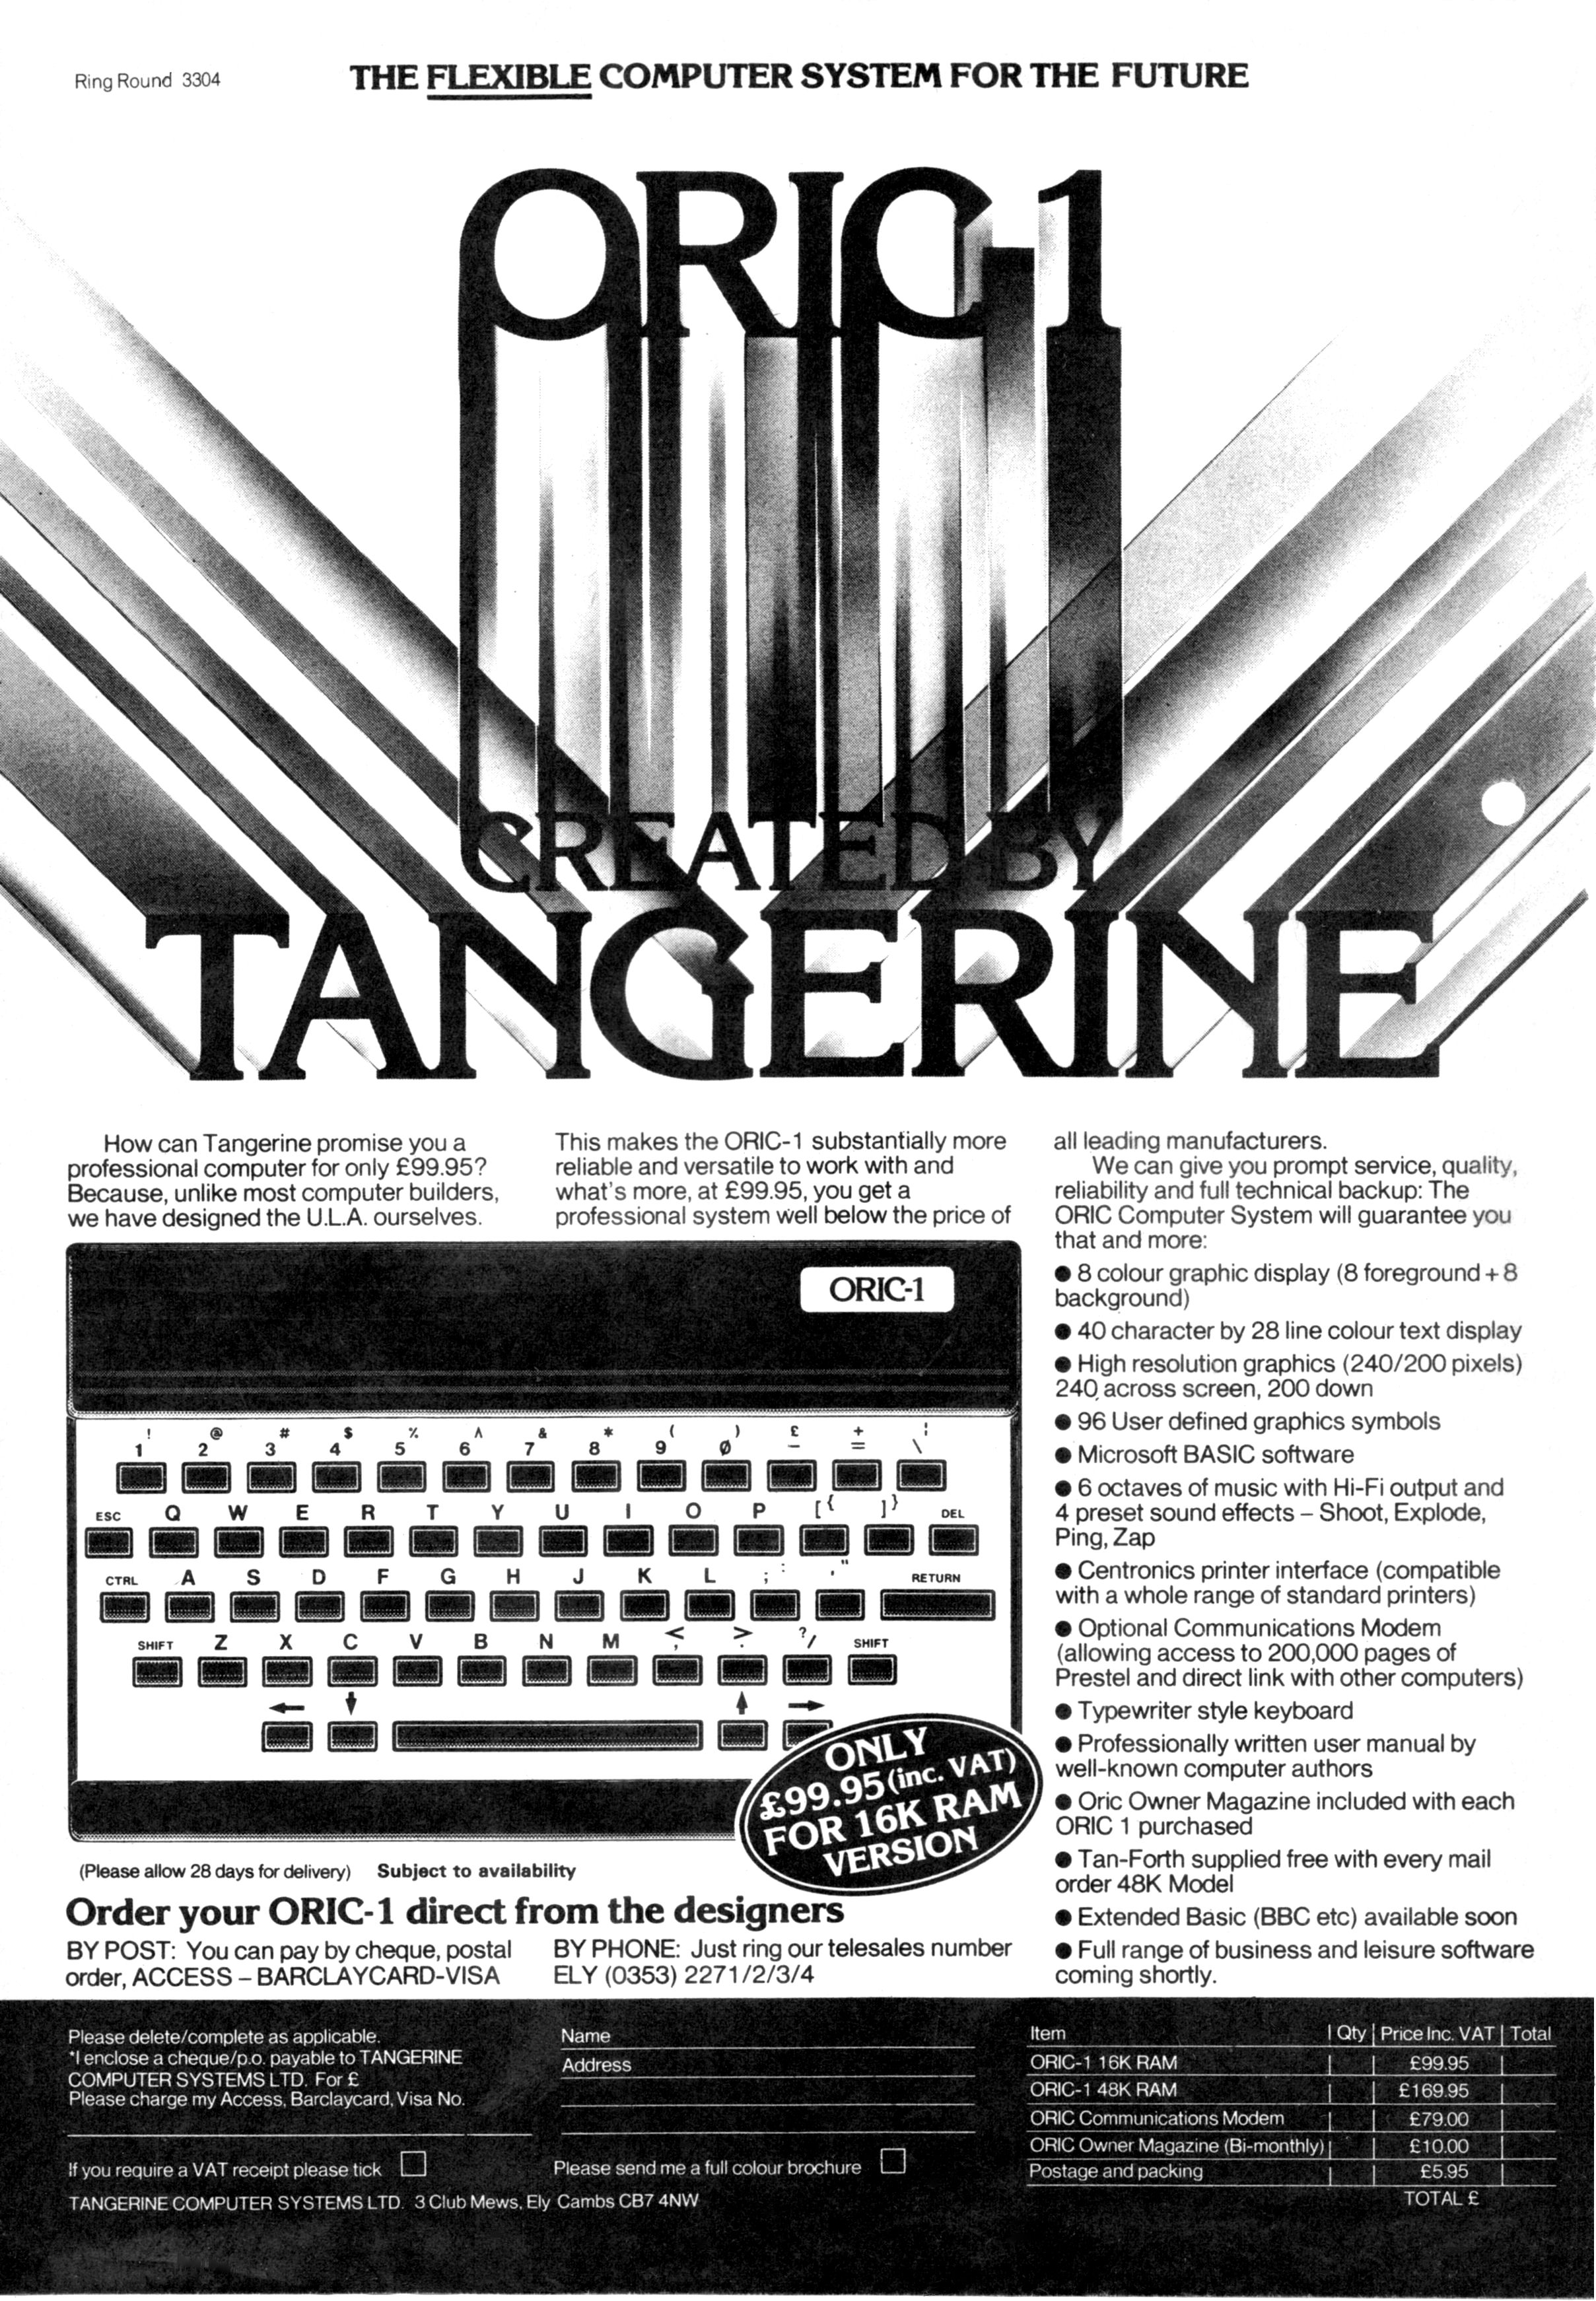 Ring Round 3304
THE FLEXIBLE COMPUTER SYSTEM FOR THE FUTURE
ORIC-1
CREATED BY
TANGERINE
How can Tangerine promise you a
professional computer for only £99.95?
Because, unlike most computer builders,
we have designed the U.L.A. ourselves.
This makes the ORIC-1 substantially more
reliable and versatile to work with and
what's more, at £99.95, you get a
professional system well below the price of
all leading manufacturers.
We can give you prompt service, quality,
reliability and full technical backup: The
ORIC Computer System will guarantee you
that and more:
● 8 colour graphic display (8 foreground + 8
background)
● 40 character by 28 line colour text display
● High resolution graphics (240/200 pixels)
240 across screen, 200 down
● 96 User defined graphics symbols
● Microsoft BASIC software
● 6 octaves of music with Hi-Fi output and
4 preset sound effects – Shoot, Explode,
Ping, Zap
● Centronics printer interface (compatible
with a whole range of standard printers)
● Optional Communications Modem
(allowing access to 200,000 pages of
Prestel and direct link with other computers)
● Typewriter style keyboard
● Professionally written user manual by
well-known computer authors
● Oric Owner Magazine included with each
ORIC 1 purchased
● Tan-Forth supplied free with every mail
order 48K Model
● Extended Basic (BBC etc) available soon
● Full range of business and leisure software
coming shortly.
ORIC-1
! @ # $ % ^ & * ( ) £ + ¦
1 2 3 4 5 6 7 8 9 Ø – = \
ESC Q W E R T Y U I O P [ { ] } DEL
CTRL A S D F G H J K L ; : ' " RETURN
SHIFT Z X C V B N M < , > . ? / SHIFT
← ↓ ↑ →
ONLY
£99.95 (inc. VAT)
FOR 16K RAM
VERSION
(Please allow 28 days for delivery) Subject to availability
Order your ORIC-1 direct from the designers
BY POST: You can pay by cheque, postal
order, ACCESS – BARCLAYCARD-VISA
BY PHONE: Just ring our telesales number
ELY (0353) 2271/2/3/4
Please delete/complete as applicable.
*I enclose a cheque/p.o. payable to TANGERINE
COMPUTER SYSTEMS LTD. For £
Please charge my Access, Barclaycard, Visa No.
If you require a VAT receipt please tick
Name
Address
Please send me a full colour brochure
TANGERINE COMPUTER SYSTEMS LTD. 3 Club Mews, Ely Cambs CB7 4NW
Item | Qty | Price Inc. VAT | Total
ORIC-1 16K RAM £99.95
ORIC-1 48K RAM £169.95
ORIC Communications Modem £79.00
ORIC Owner Magazine (Bi-monthly) £10.00
Postage and packing £5.95
TOTAL £